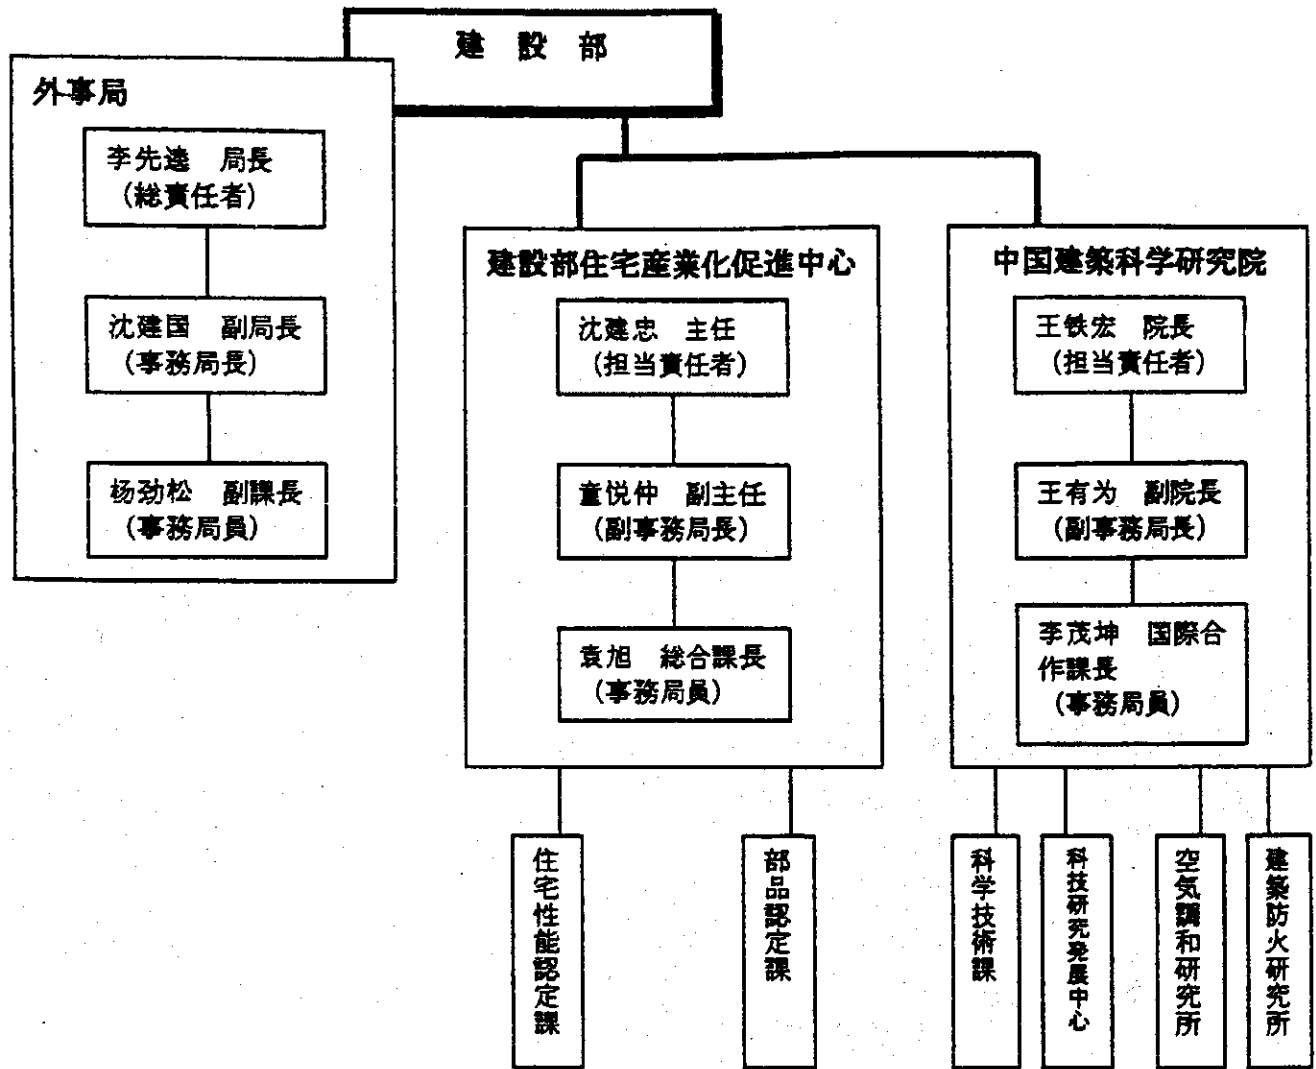 建設部
外事局
李先逵 局長
(総責任者)
沈建国 副局長
(事務局長)
杨劲松 副課長
(事務局員)
建設部住宅産業化促進中心
沈建忠 主任
(担当責任者)
童悦仲 副主任
(副事務局長)
袁旭 総合課長
(事務局員)
中国建築科学研究院
王铁宏 院長
(担当責任者)
王有为 副院長
(副事務局長)
李茂坤 国際合
作課長
(事務局員)
住宅性能認定課
部品認定課
科学技術課
科技研究発展中心
空気調和研究所
建築防火研究所